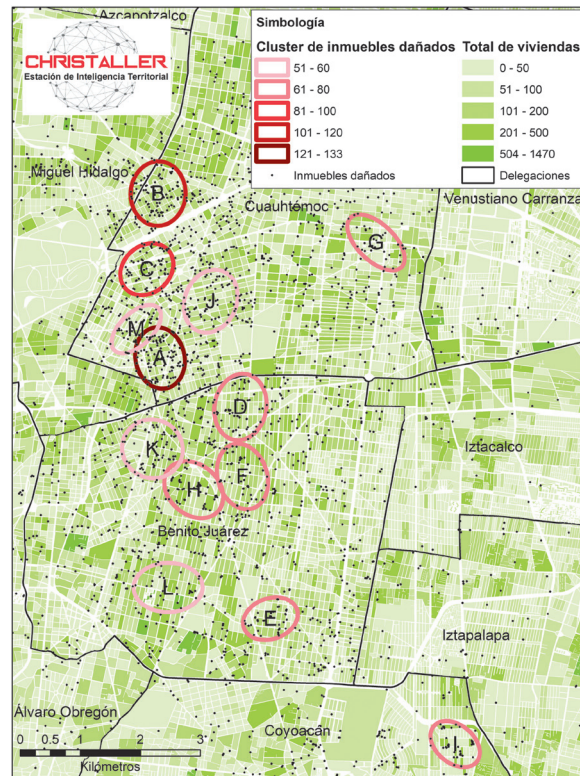 Azcapotzalco
CHRISTALLER
Estación de Inteligencia Territorial
Simbología
Cluster de inmuebles dañados
51 - 60
61 - 80
81 - 100
101 - 120
121 - 133
Inmuebles dañados
Total de viviendas
0 - 50
51 - 100
101 - 200
201 - 500
504 - 1470
Delegaciones
Miguel Hidalgo
B
Cuauhtémoc
Venustiano Carranza
G
C
J
M
A
D
K
Iztacalco
F
H
Benito Juárez
L
E
Iztapalapa
Álvaro Obregón
Coyoacán
I
0 0.5 1 2 3
Kilómetros